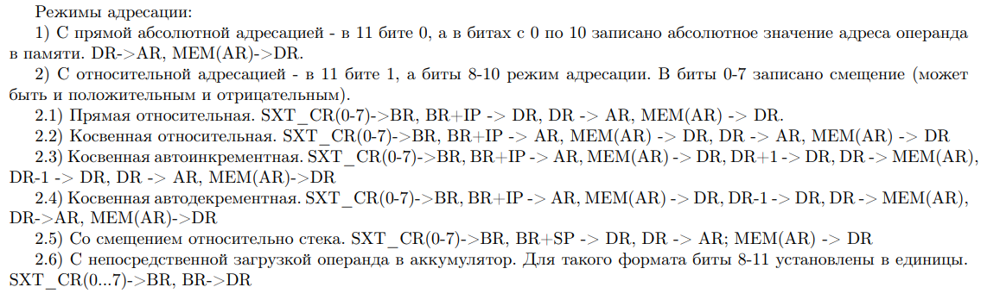 Режимы адресации:
1) С прямой абсолютной адресацией - в 11 бите 0, а в битах с 0 по 10 записано абсолютное значение адреса операнда
в памяти. DR->AR, MEM(AR)->DR.
2) С относительной адресацией - в 11 бите 1, а биты 8-10 режим адресации. В биты 0-7 записано смещение (может
быть и положительным и отрицательным).
2.1) Прямая относительная. SXT_CR(0-7)->BR, BR+IP -> DR, DR -> AR, MEM(AR) -> DR.
2.2) Косвенная относительная. SXT_CR(0-7)->BR, BR+IP -> AR, MEM(AR) -> DR, DR -> AR, MEM(AR) -> DR
2.3) Косвенная автоинкрементная. SXT_CR(0-7)->BR, BR+IP -> AR, MEM(AR) -> DR, DR+1 -> DR, DR -> MEM(AR),
DR-1 -> DR, DR -> AR, MEM(AR)->DR
2.4) Косвенная автодекрементная. SXT_CR(0-7)->BR, BR+IP -> AR, MEM(AR) -> DR, DR-1 -> DR, DR -> MEM(AR),
DR->AR, MEM(AR)->DR
2.5) Со смещением относительно стека. SXT_CR(0-7)->BR, BR+SP -> DR, DR -> AR; MEM(AR) -> DR
2.6) С непосредственной загрузкой операнда в аккумулятор. Для такого формата биты 8-11 установлены в единицы.
SXT_CR(0...7)->BR, BR->DR